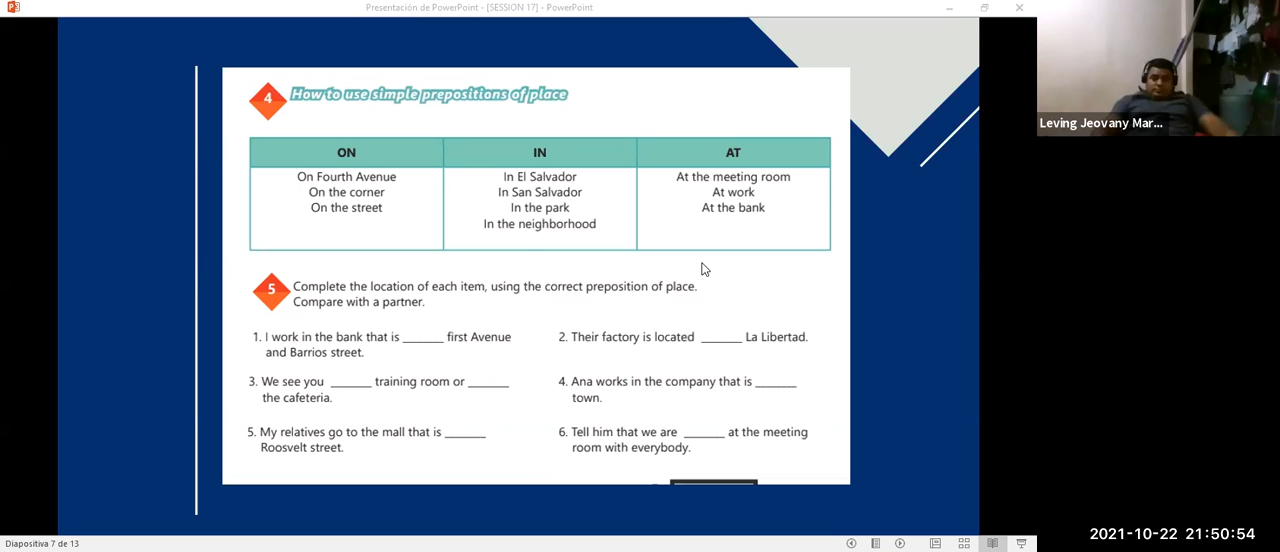 Presentación de PowerPoint - [SESSION 17] - PowerPoint
4 How to use simple prepositions of place
ON IN AT
On Fourth Avenue In El Salvador At the meeting room
On the corner In San Salvador At work
On the street In the park At the bank
In the neighborhood
5 Complete the location of each item, using the correct preposition of place.
Compare with a partner.
1. I work in the bank that is ______ first Avenue
and Barrios street.
2. Their factory is located ______ La Libertad.
3. We see you ______ training room or ______
the cafeteria.
4. Ana works in the company that is ______
town.
5. My relatives go to the mall that is ______
Roosvelt street.
6. Tell him that we are ______ at the meeting
room with everybody.
Leving Jeovany Mar...
Diapositiva 7 de 13
2021-10-22 21:50:54